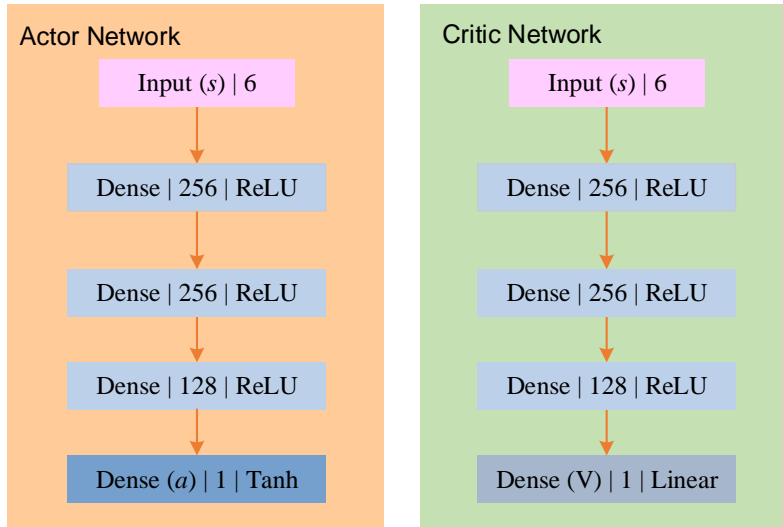 Actor Network
Input (s) | 6
Dense | 256 | ReLU
Dense | 256 | ReLU
Dense | 128 | ReLU
Dense (a) | 1 | Tanh
Critic Network
Input (s) | 6
Dense | 256 | ReLU
Dense | 256 | ReLU
Dense | 128 | ReLU
Dense (V) | 1 | Linear